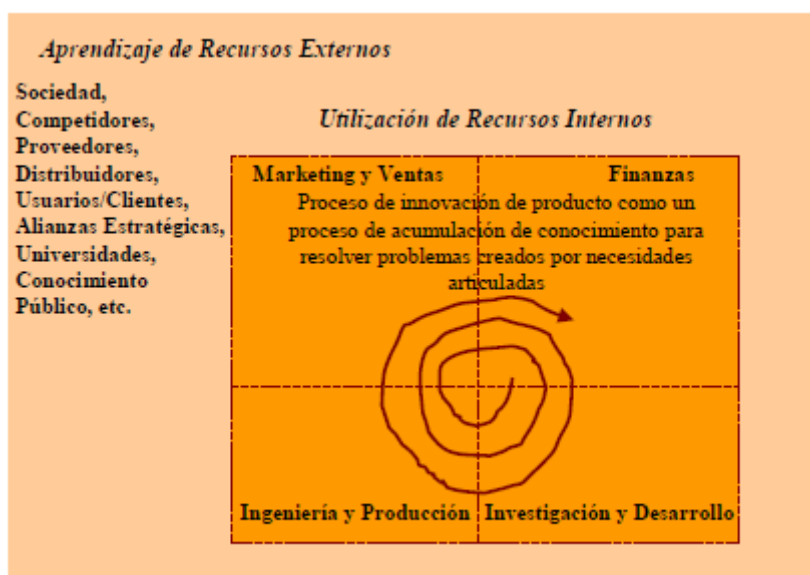 Aprendizaje de Recursos Externos
Sociedad,
Competidores,
Proveedores,
Distribuidores,
Usuarios/Clientes,
Alianzas Estratégicas,
Universidades,
Conocimiento
Público, etc.
Utilización de Recursos Internos
Marketing y Ventas
Finanzas
Proceso de innovación de producto como un
proceso de acumulación de conocimiento para
resolver problemas creados por necesidades
articuladas
Ingeniería y Producción
Investigación y Desarrollo